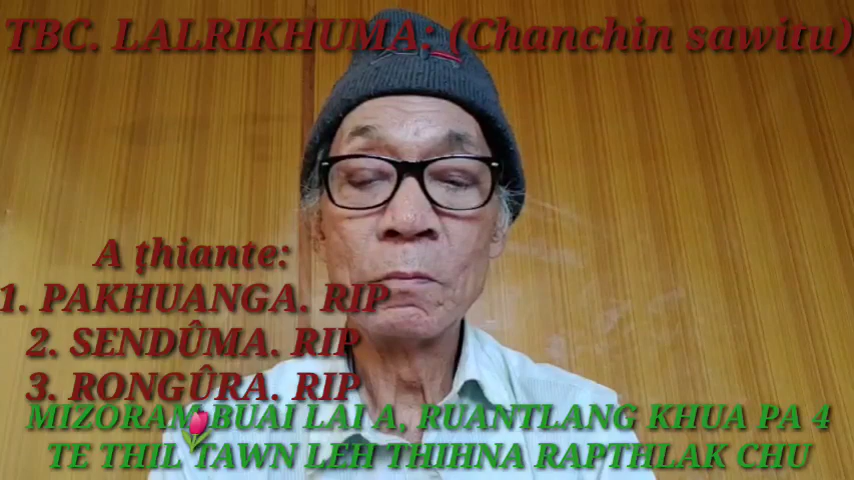 TBC. LALRIKHUMA: (Chanchin sawitu)
A ṭhiante:
1. PAKHUANGA. RIP
2. SENDÛMA. RIP
3. RONGÛRA. RIP
MIZORAM BUAI LAI A, RUANTLANG KHUA PA 4
TE THIL TAWN LEH THIHNA RAPTHLAK CHU